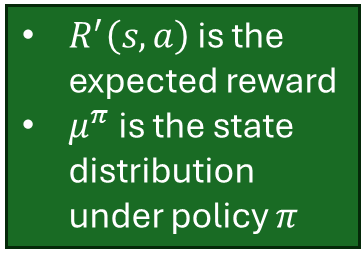 • R′(s, a) is the
expected reward
• μ^π is the state
distribution
under policy π